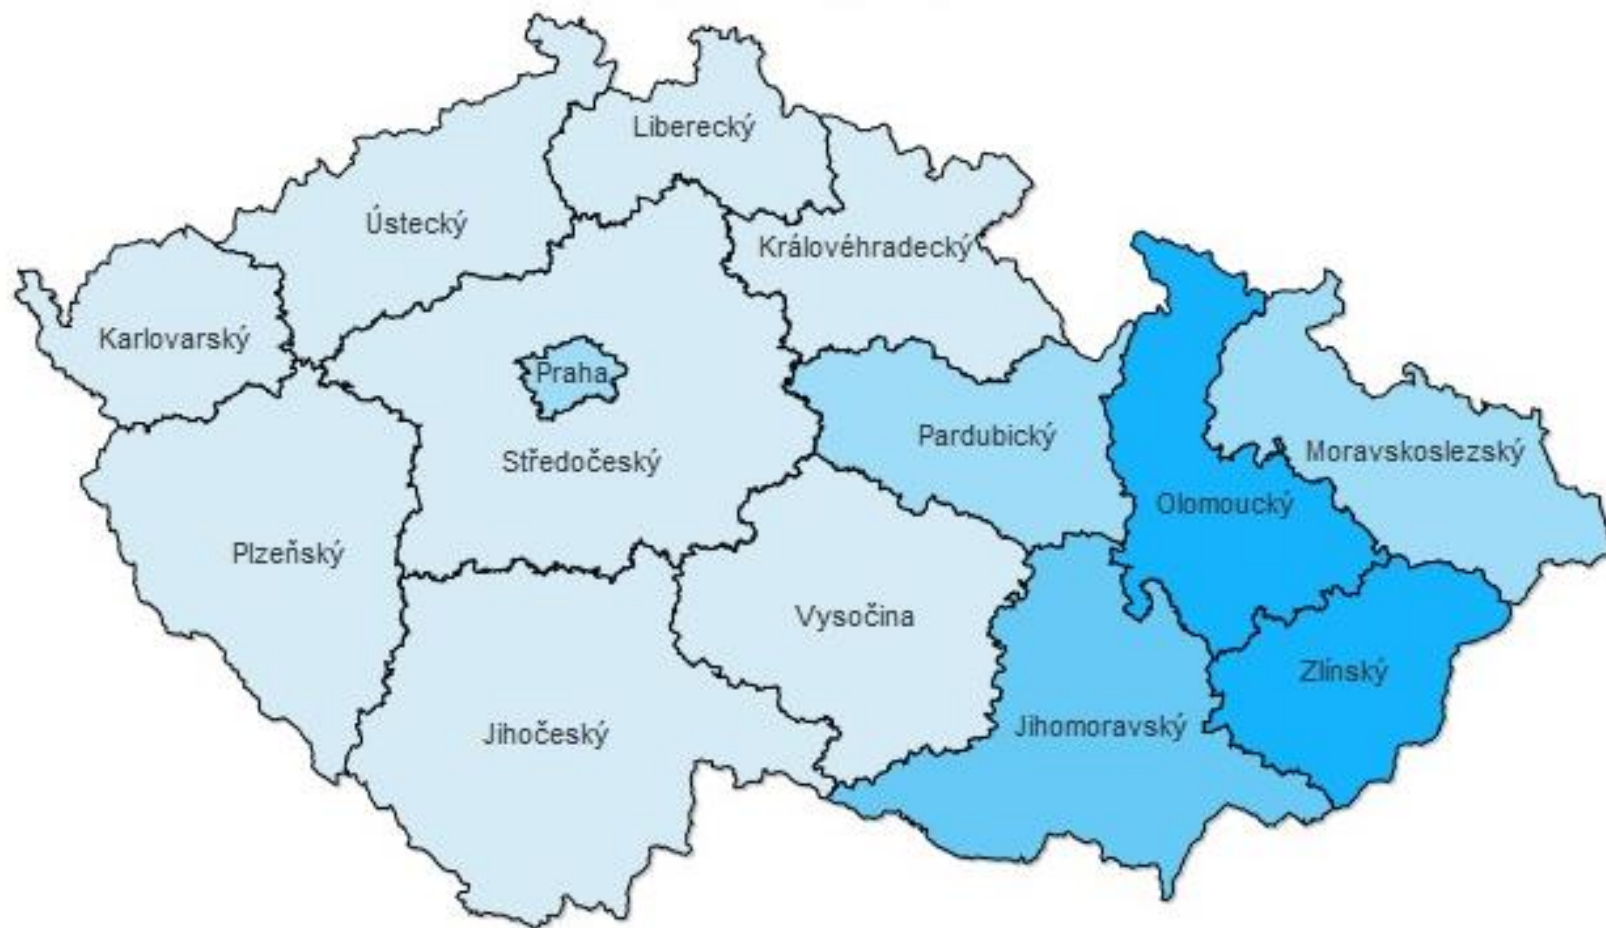 Liberecký
Ústecký
Královéhradecký
Karlovarský
Praha
Pardubický
Středočeský
Moravskoslezský
Olomoucký
Plzeňský
Vysočina
Zlínský
Jihomoravský
Jihočeský